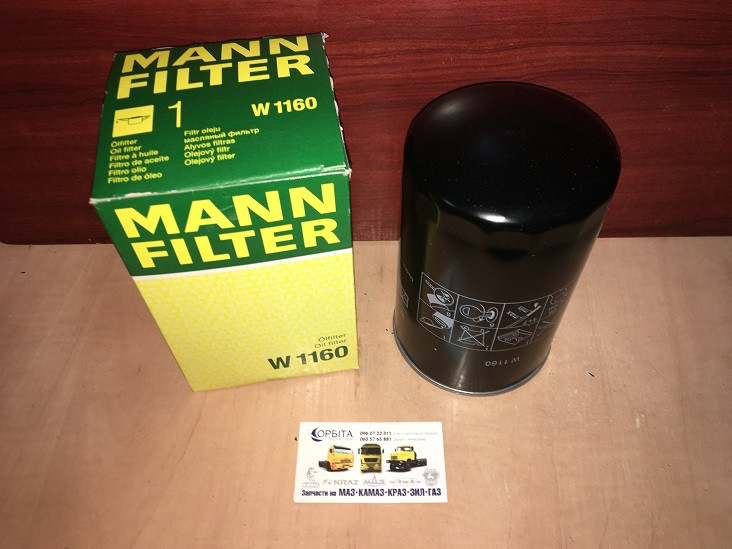 MANN
FILTER
W 1160
1
Ölfilter
Oil filter
Filtre à huile
Filtro de aceite
Filtro olio
Filtro de óleo
Filtr oleju
масляный фильтр
Alyvos filtras
Olejový filtr
Olejový filter
MANN
FILTER
Ölfilter
Oil filter
W 1160
W 1160
ОРБІТА
KRAZ МАЗ
Запчасти на МАЗ•КАМАЗ•КРАЗ•ЗИЛ•ГАЗ